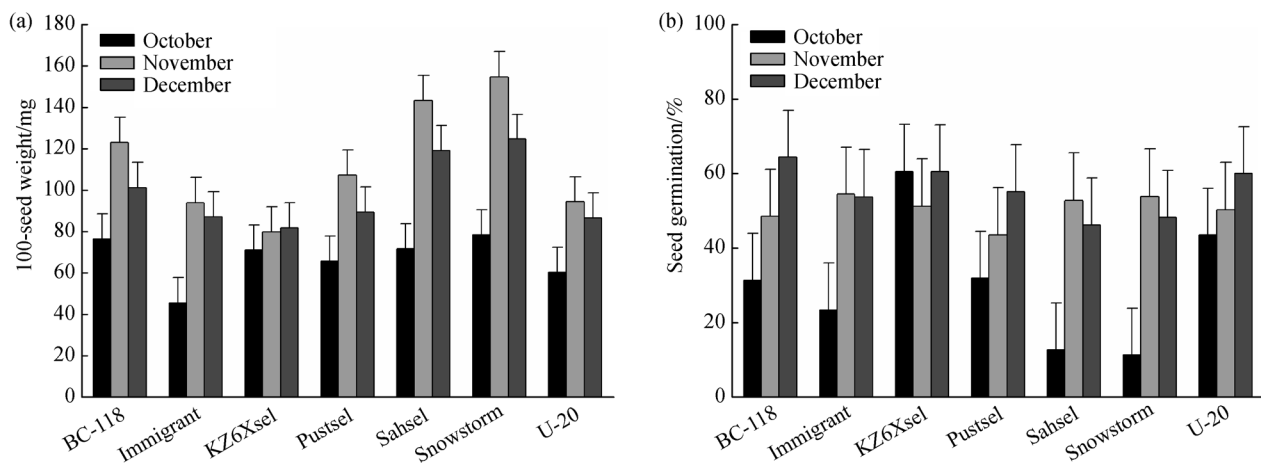 (a)
180
160
140
120
100
80
60
40
20
0
100-seed weight/mg
October
November
December
BC-118
Immigrant
KZ6Xsel
Pustsel
Sahsel
Snowstorm
U-20
(b)
100
80
60
40
20
0
Seed germination/%
October
November
December
BC-118
Immigrant
KZ6Xsel
Pustsel
Sahsel
Snowstorm
U-20